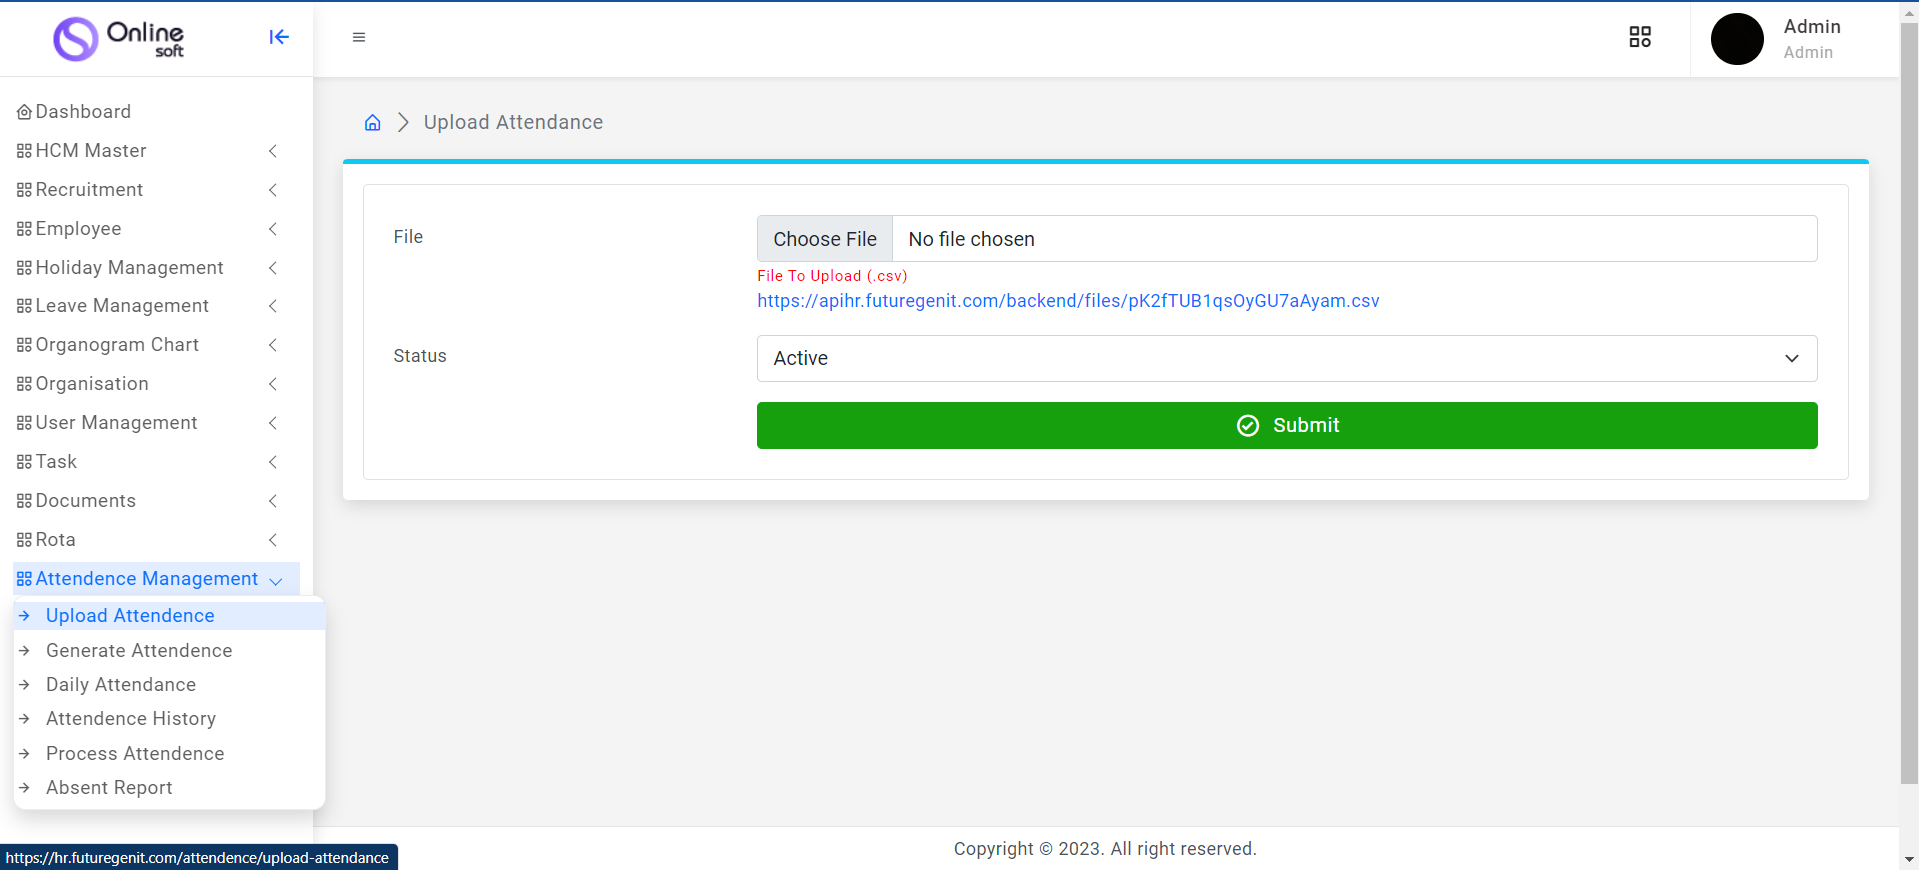 Online
soft
Admin
Admin
Dashboard
HCM Master
Recruitment
Employee
Holiday Management
Leave Management
Organogram Chart
Organisation
User Management
Task
Documents
Rota
Attendence Management
Upload Attendence
Generate Attendence
Daily Attendance
Attendence History
Process Attendence
Absent Report
Upload Attendance
File
Choose File No file chosen
File To Upload (.csv)
https://apihr.futuregenit.com/backend/files/pK2fTUB1qsOyGU7aAyam.csv
Status
Active
Submit
Copyright © 2023. All right reserved.
https://hr.futuregenit.com/attendence/upload-attendance